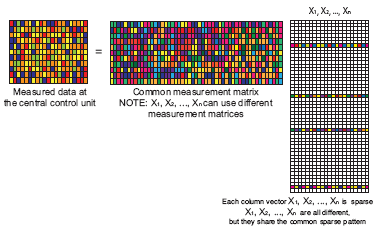 X1, X2, ..., Xn
=
Measured data at
the central control unit
Common measurement matrix
NOTE: X1, X2, ..., Xn can use different
measurement matrices
Each column vector X1, X2, ..., Xn is sparse
X1, X2, ..., Xn are all different,
but they share the common sparse pattern